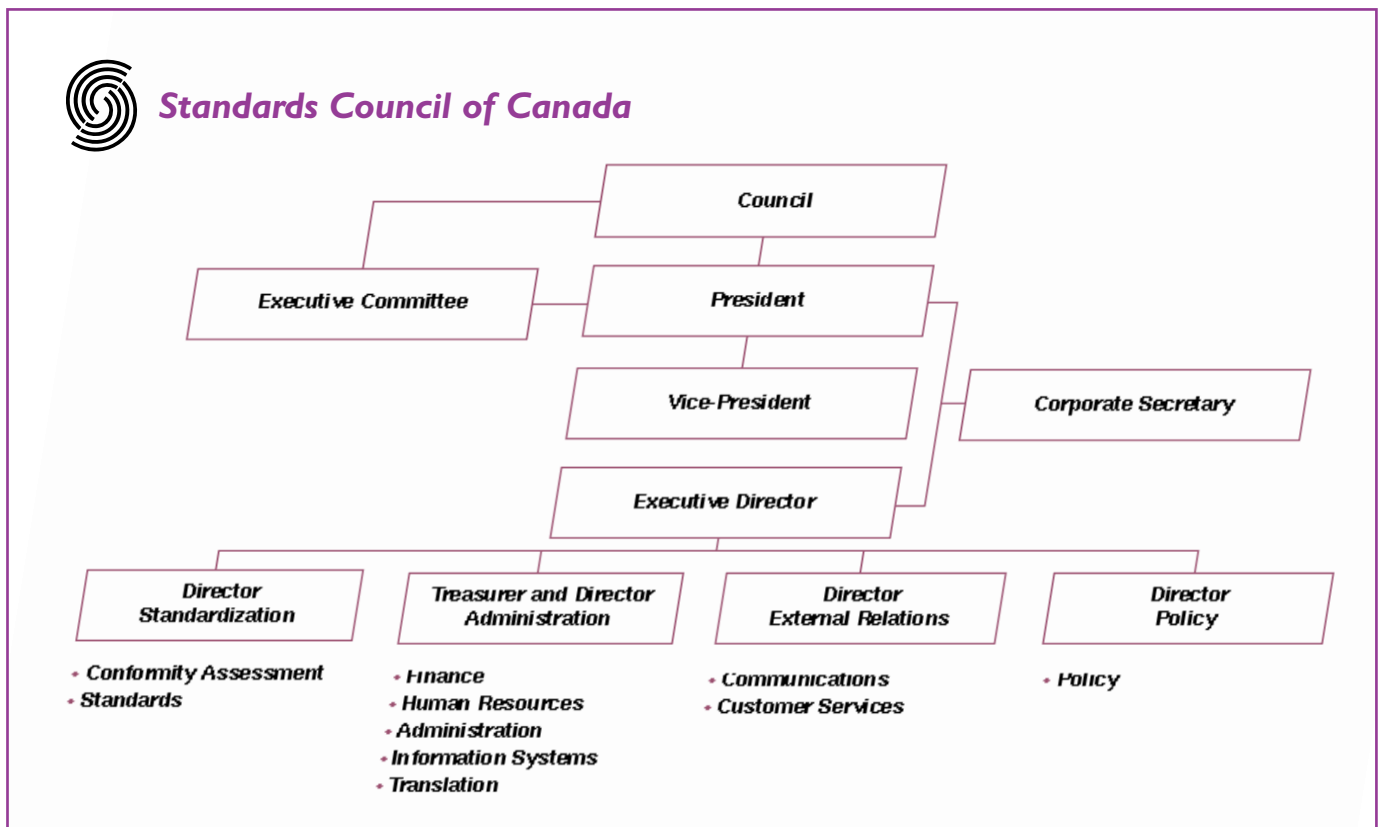 Standards Council of Canada
Council
Executive Committee
President
Vice-President
Corporate Secretary
Executive Director
Director
Standardization
Treasurer and Director
Administration
Director
External Relations
Director
Policy
Conformity Assessment
Standards
Finance
Human Resources
Administration
Information Systems
Translation
Communications
Customer Services
Policy